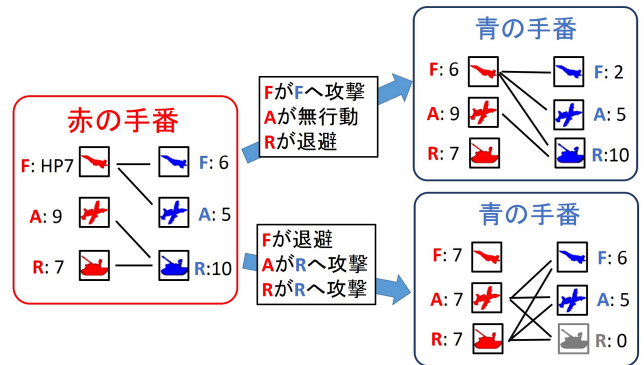 赤の手番
F: HP7
F: 6
A: 9
A: 5
R: 7
R:10
FがFへ攻撃
Aが無行動
Rが退避
Fが退避
AがRへ攻撃
RがRへ攻撃
青の手番
F: 6
F: 2
A: 9
A: 5
R: 7
R:10
青の手番
F: 7
F: 6
A: 7
A: 5
R: 7
R: 0